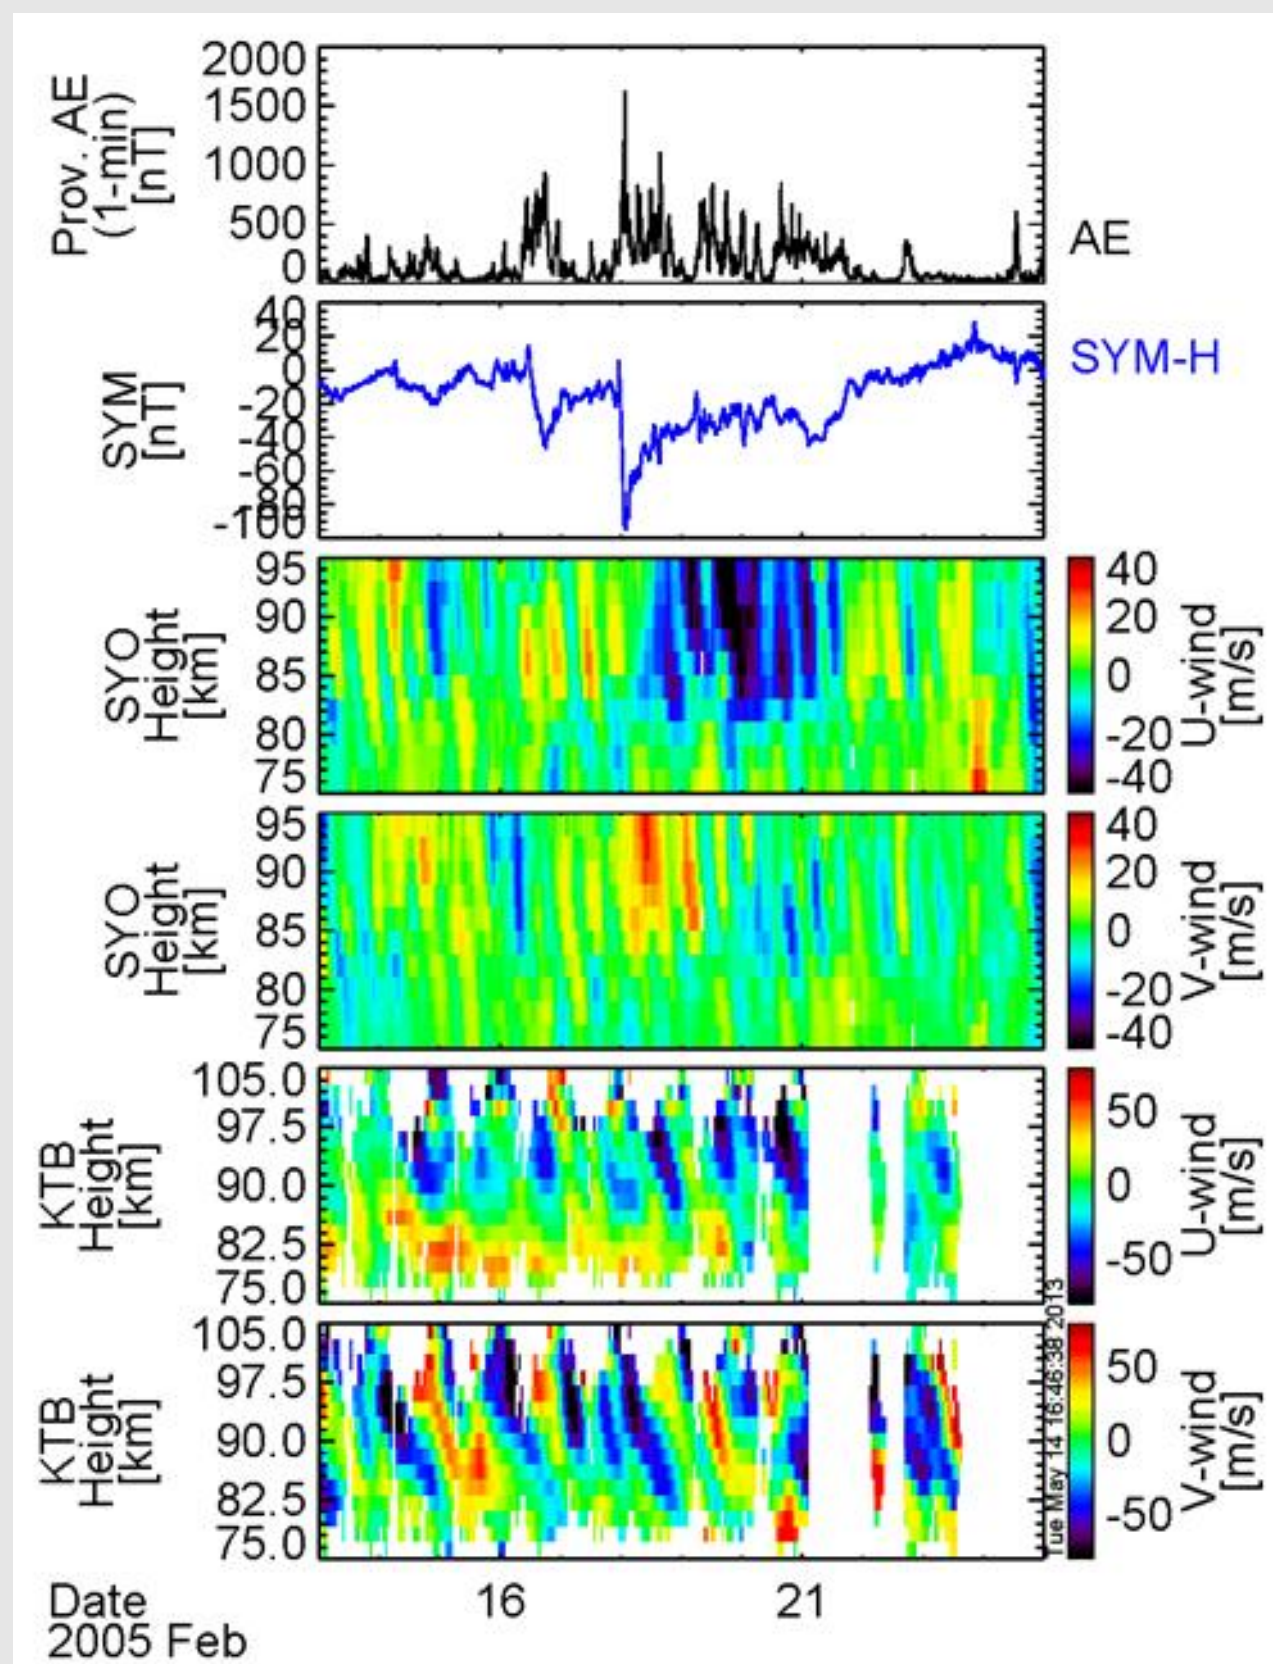 Prov. AE
(1-min)
[nT]
2000
1500
1000
500
0
AE
SYM
[nT]
40
20
0
-20
-40
-60
-80
-100
SYM-H
SYO
Height
[km]
95
90
85
80
75
40
20
0
-20
-40
U-wind
[m/s]
SYO
Height
[km]
95
90
85
80
75
40
20
0
-20
-40
V-wind
[m/s]
KTB
Height
[km]
105.0
97.5
90.0
82.5
75.0
50
0
-50
U-wind
[m/s]
KTB
Height
[km]
105.0
97.5
90.0
82.5
75.0
50
0
-50
V-wind
[m/s]
Tue May 14 16:46:38 2013
16
21
Date
2005 Feb